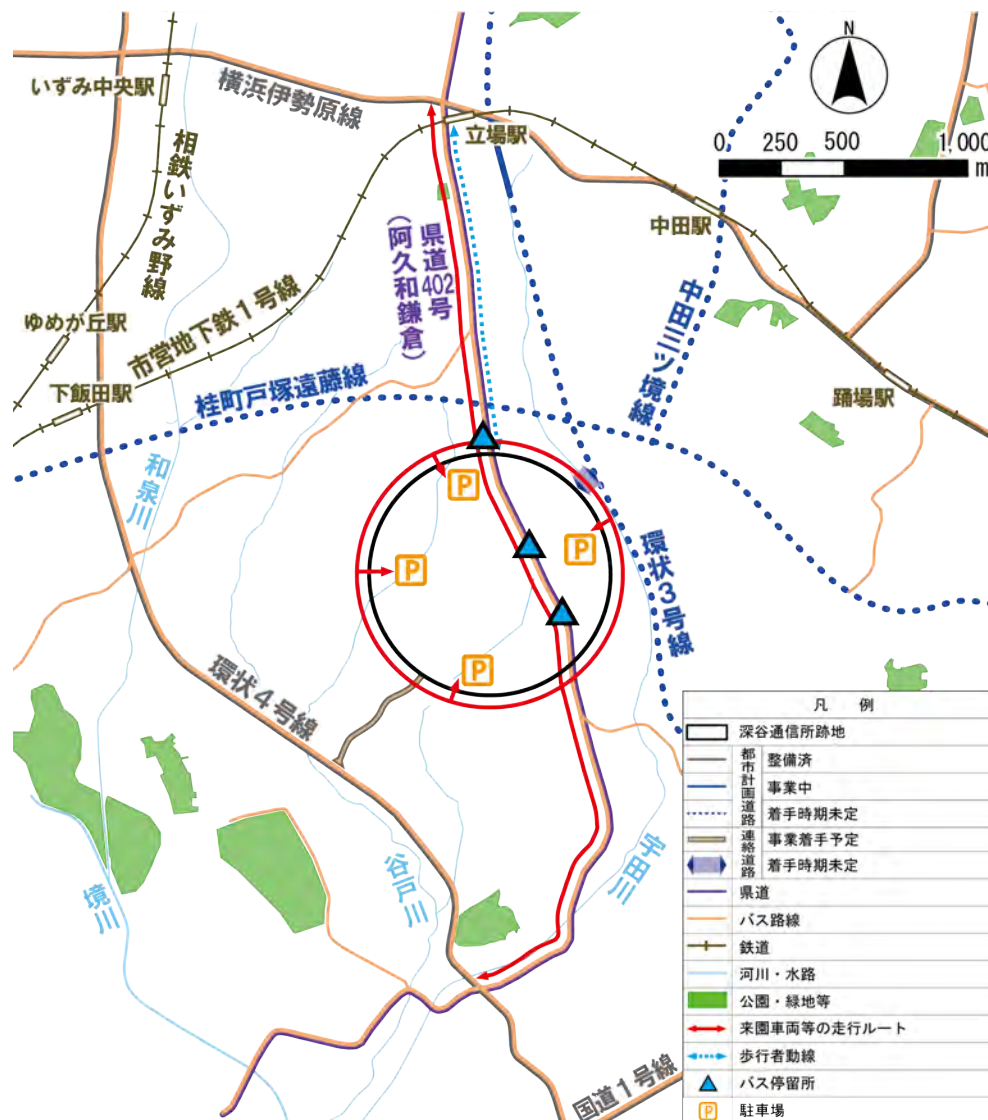 N
いずみ中央駅
横浜伊勢原線
立場駅
0 250 500 1,000
m
相鉄いずみ野線
中田駅
県道402号
(阿久和鎌倉)
市営地下鉄1号線
中田三ツ境線
ゆめが丘駅
下飯田駅
桂町戸塚遠藤線
踊場駅
和泉川
P
P
P
P
環状3号線
環状4号線
宇田川
谷戸川
境川
国道1号線
凡 例
深谷通信所跡地
都市計画道路
整備済
事業中
着手時期未定
連絡道路
事業着手予定
着手時期未定
県道
バス路線
鉄道
河川・水路
公園・緑地等
来園車両等の走行ルート
歩行者動線
バス停留所
P 駐車場